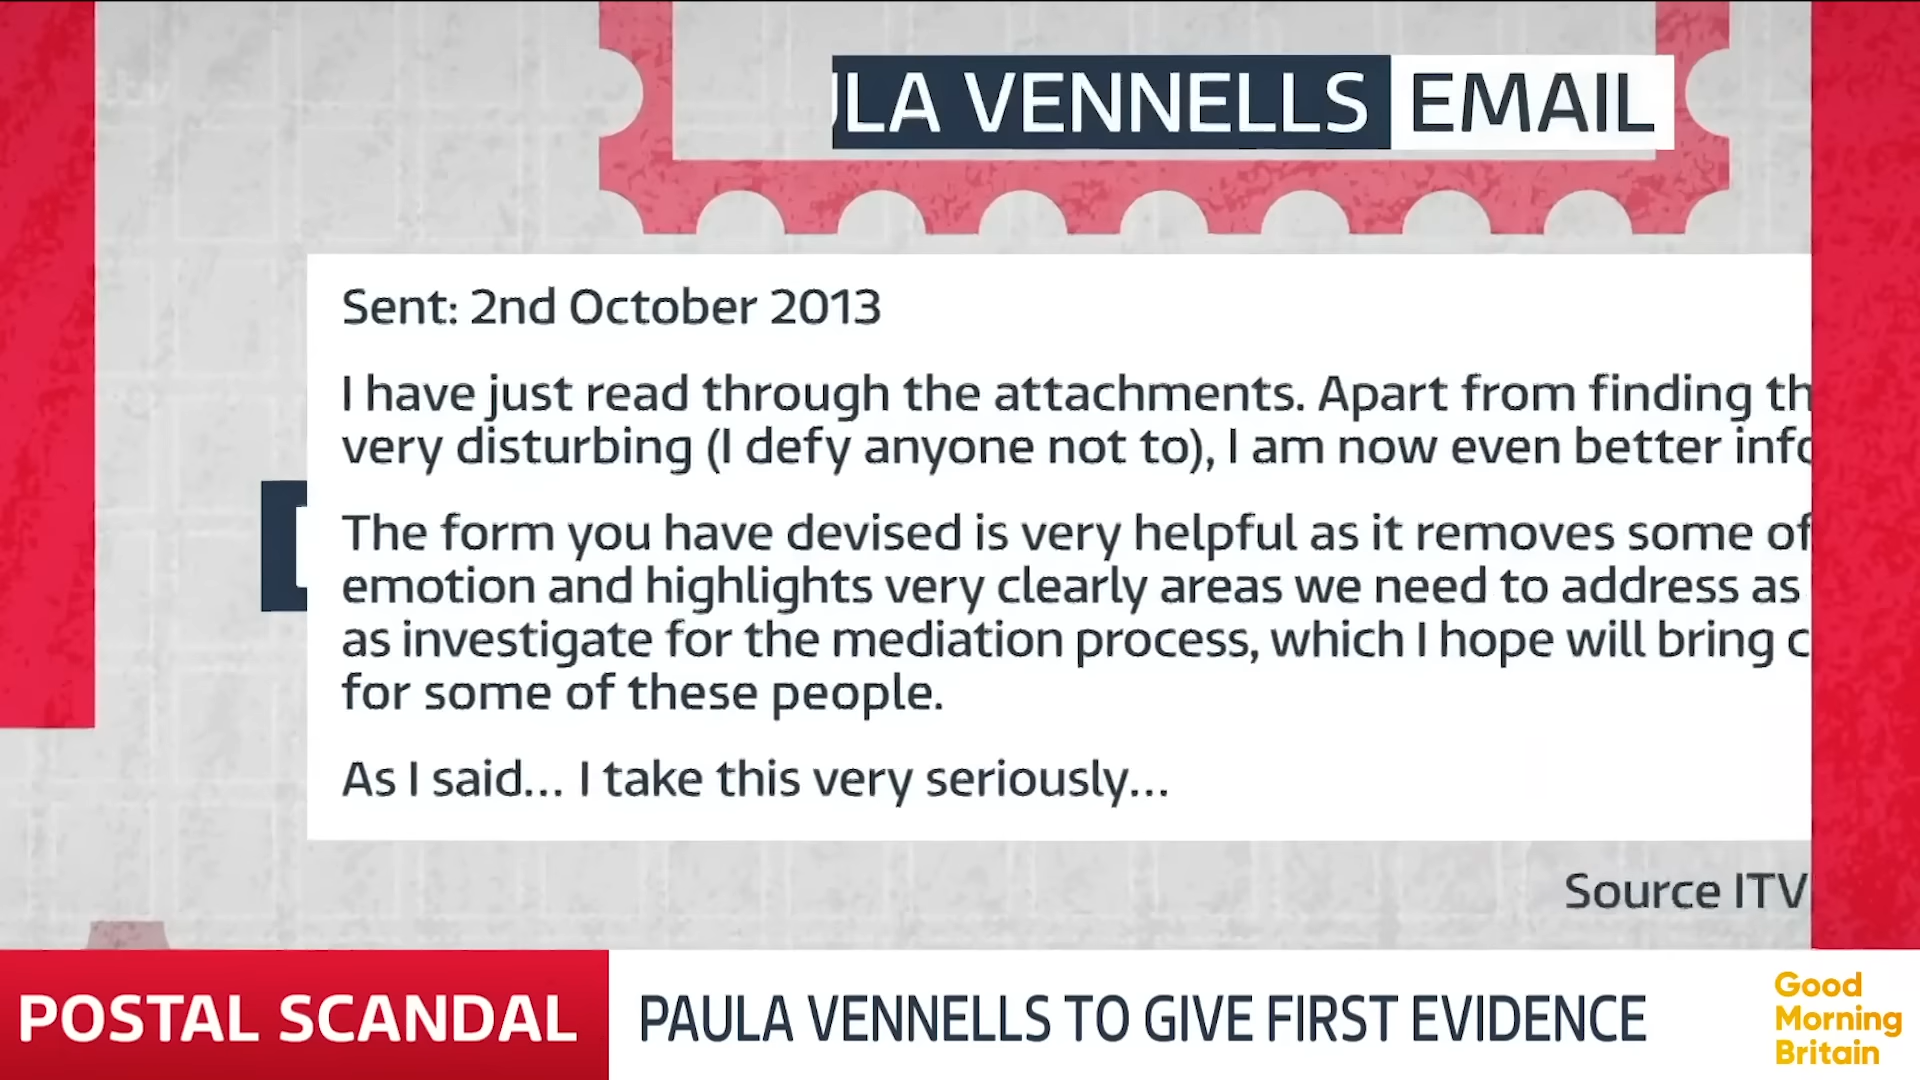 LA VENNELLS EMAIL
Sent: 2nd October 2013
I have just read through the attachments. Apart from finding
very disturbing (I defy anyone not to), I am now even better
The form you have devised is very helpful as it removes some of
emotion and highlights very clearly areas we need to address as
as investigate for the mediation process, which I hope will bring
for some of these people.
As I said... I take this very seriously...
Source ITV
POSTAL SCANDAL
PAULA VENNELLS TO GIVE FIRST EVIDENCE
Good
Morning
Britain